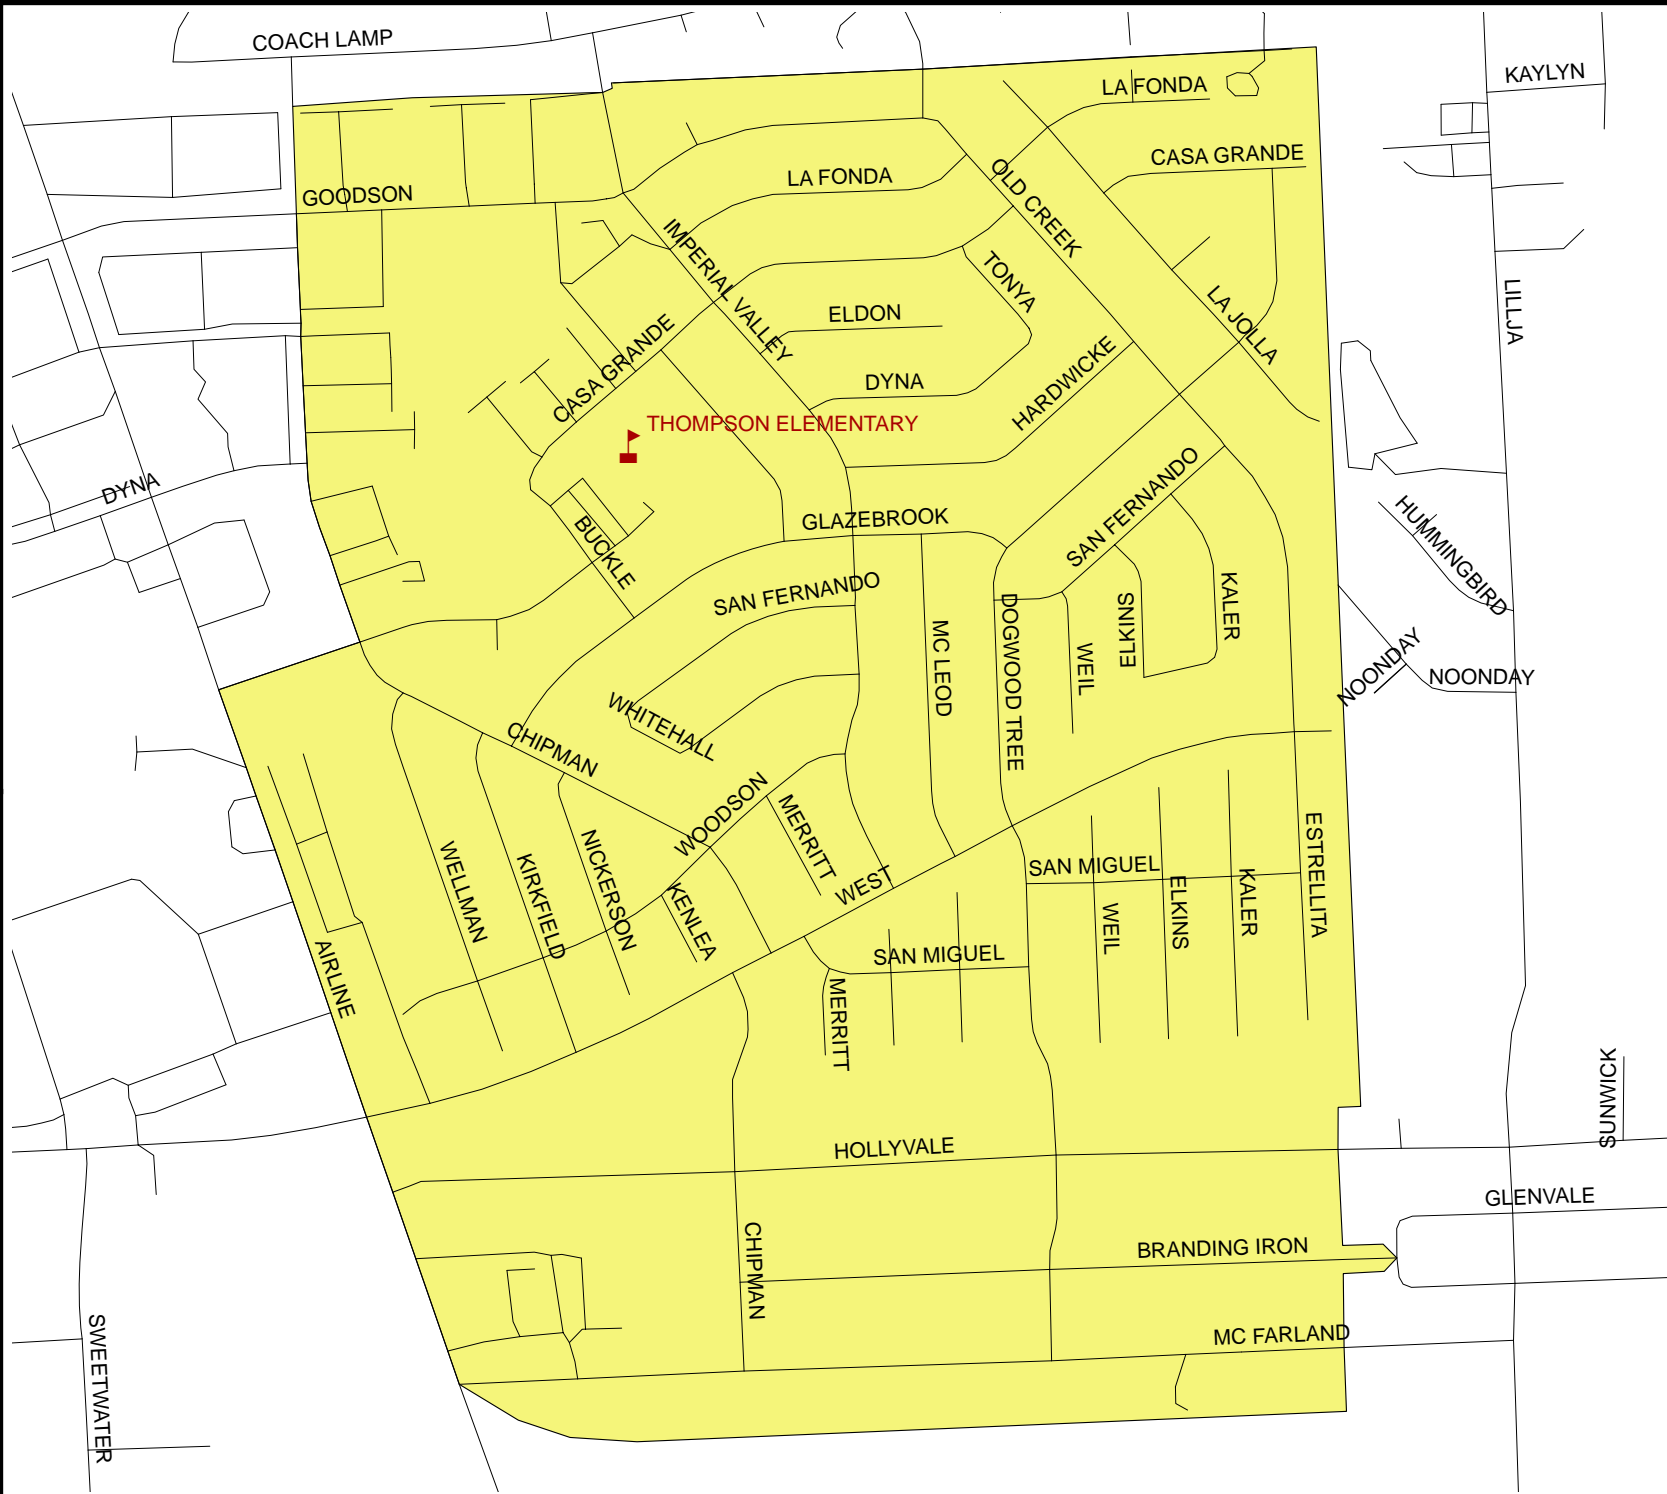 COACH LAMP
KAYLYN
LA FONDA
CASA GRANDE
LA FONDA
GOODSON
OLD CREEK
IMPERIAL VALLEY
TONYA
LILLJA
LA JOLLA
ELDON
CASA GRANDE
HARDWICKE
DYNA
THOMPSON ELEMENTARY
SAN FERNANDO
DYNA
GLAZEBROOK
HUMMINGBIRD
BUCKLE
SAN FERNANDO
KALER
ELKINS
DOGWOOD TREE
MC LEOD
WEIL
NOONDAY
NOONDAY
WHITEHALL
CHIPMAN
WOODSON
MERRITT
ESTRELLITA
WELLMAN
KIRKFIELD
NICKERSON
SAN MIGUEL
WEST
KENLEA
ELKINS
KALER
WEIL
AIRLINE
SAN MIGUEL
MERRITT
SUNWICK
HOLLYVALE
GLENVALE
CHIPMAN
BRANDING IRON
SWEETWATER
MC FARLAND